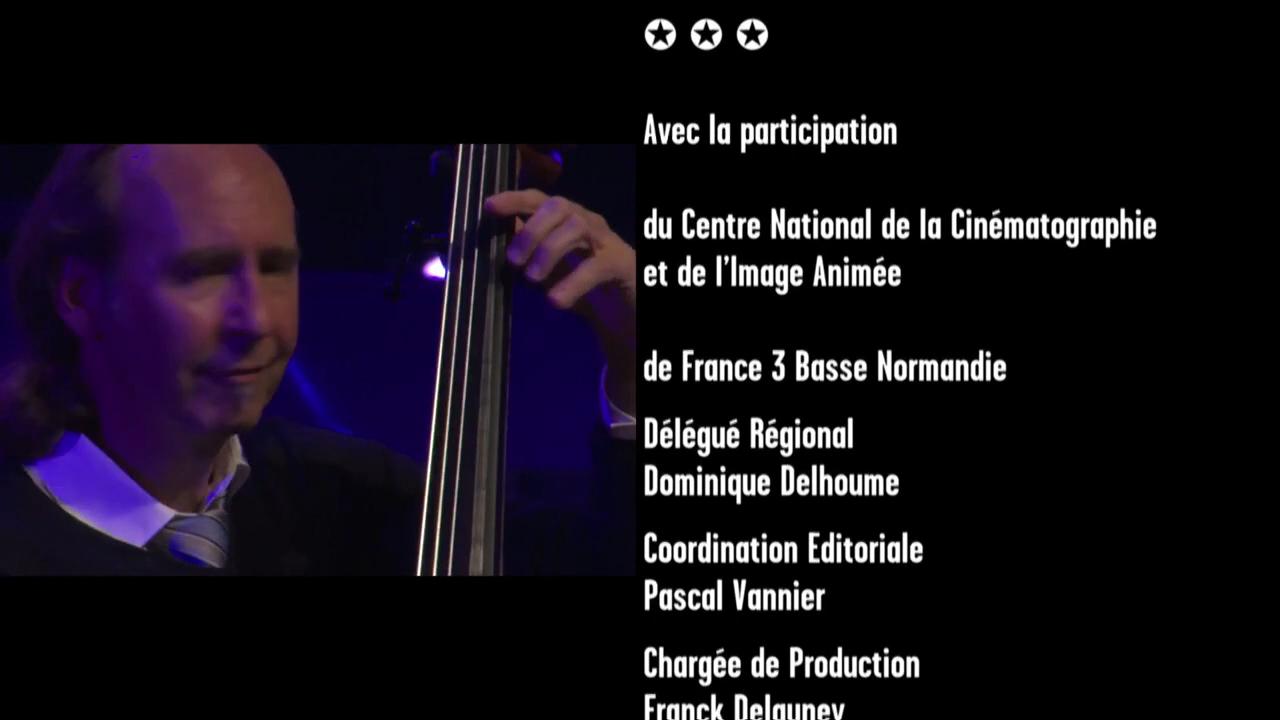 ✪ ✪ ✪
Avec la participation
du Centre National de la Cinématographie
et de l'Image Animée
de France 3 Basse Normandie
Délégué Régional
Dominique Delhoume
Coordination Editoriale
Pascal Vannier
Chargée de Production
Franck Delauney